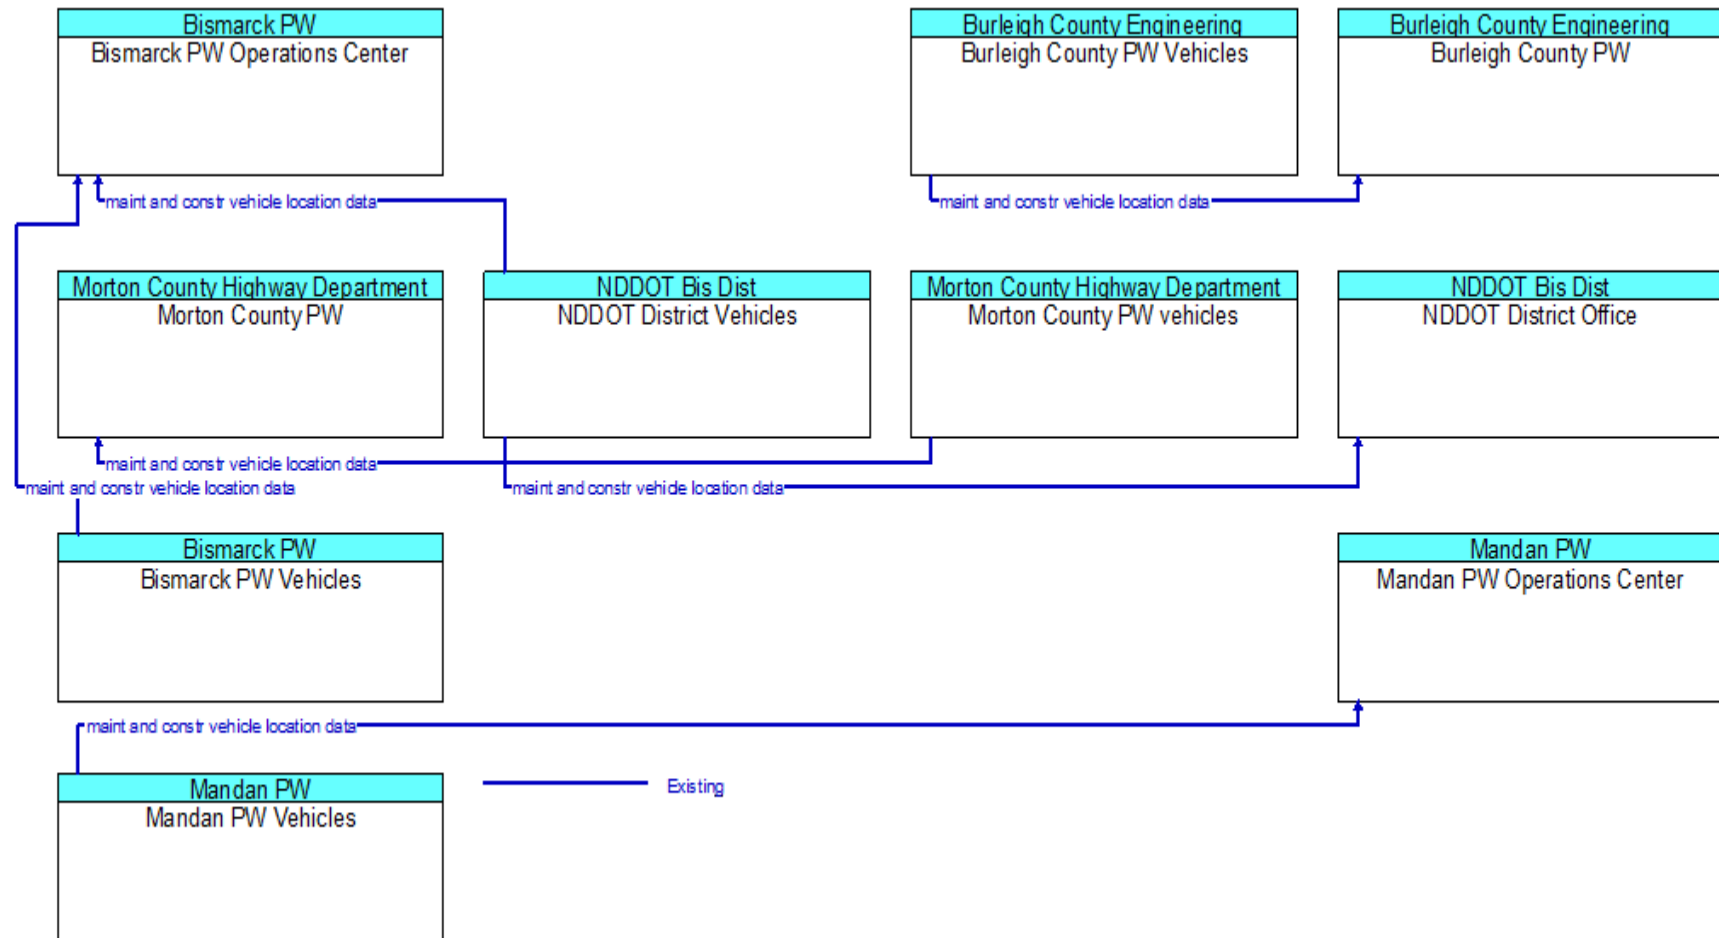 Bismarck PW
Bismarck PW Operations Center
Burleigh County Engineering
Burleigh County PW Vehicles
Burleigh County Engineering
Burleigh County PW
maint and constr vehicle location data
maint and constr vehicle location data
Morton County Highway Department
Morton County PW
NDDOT Bis Dist
NDDOT District Vehicles
Morton County Highway Department
Morton County PW vehicles
NDDOT Bis Dist
NDDOT District Office
maint and constr vehicle location data
maint and constr vehicle location data
maint and constr vehicle location data
Bismarck PW
Bismarck PW Vehicles
Mandan PW
Mandan PW Operations Center
maint and constr vehicle location data
Mandan PW
Mandan PW Vehicles
Existing